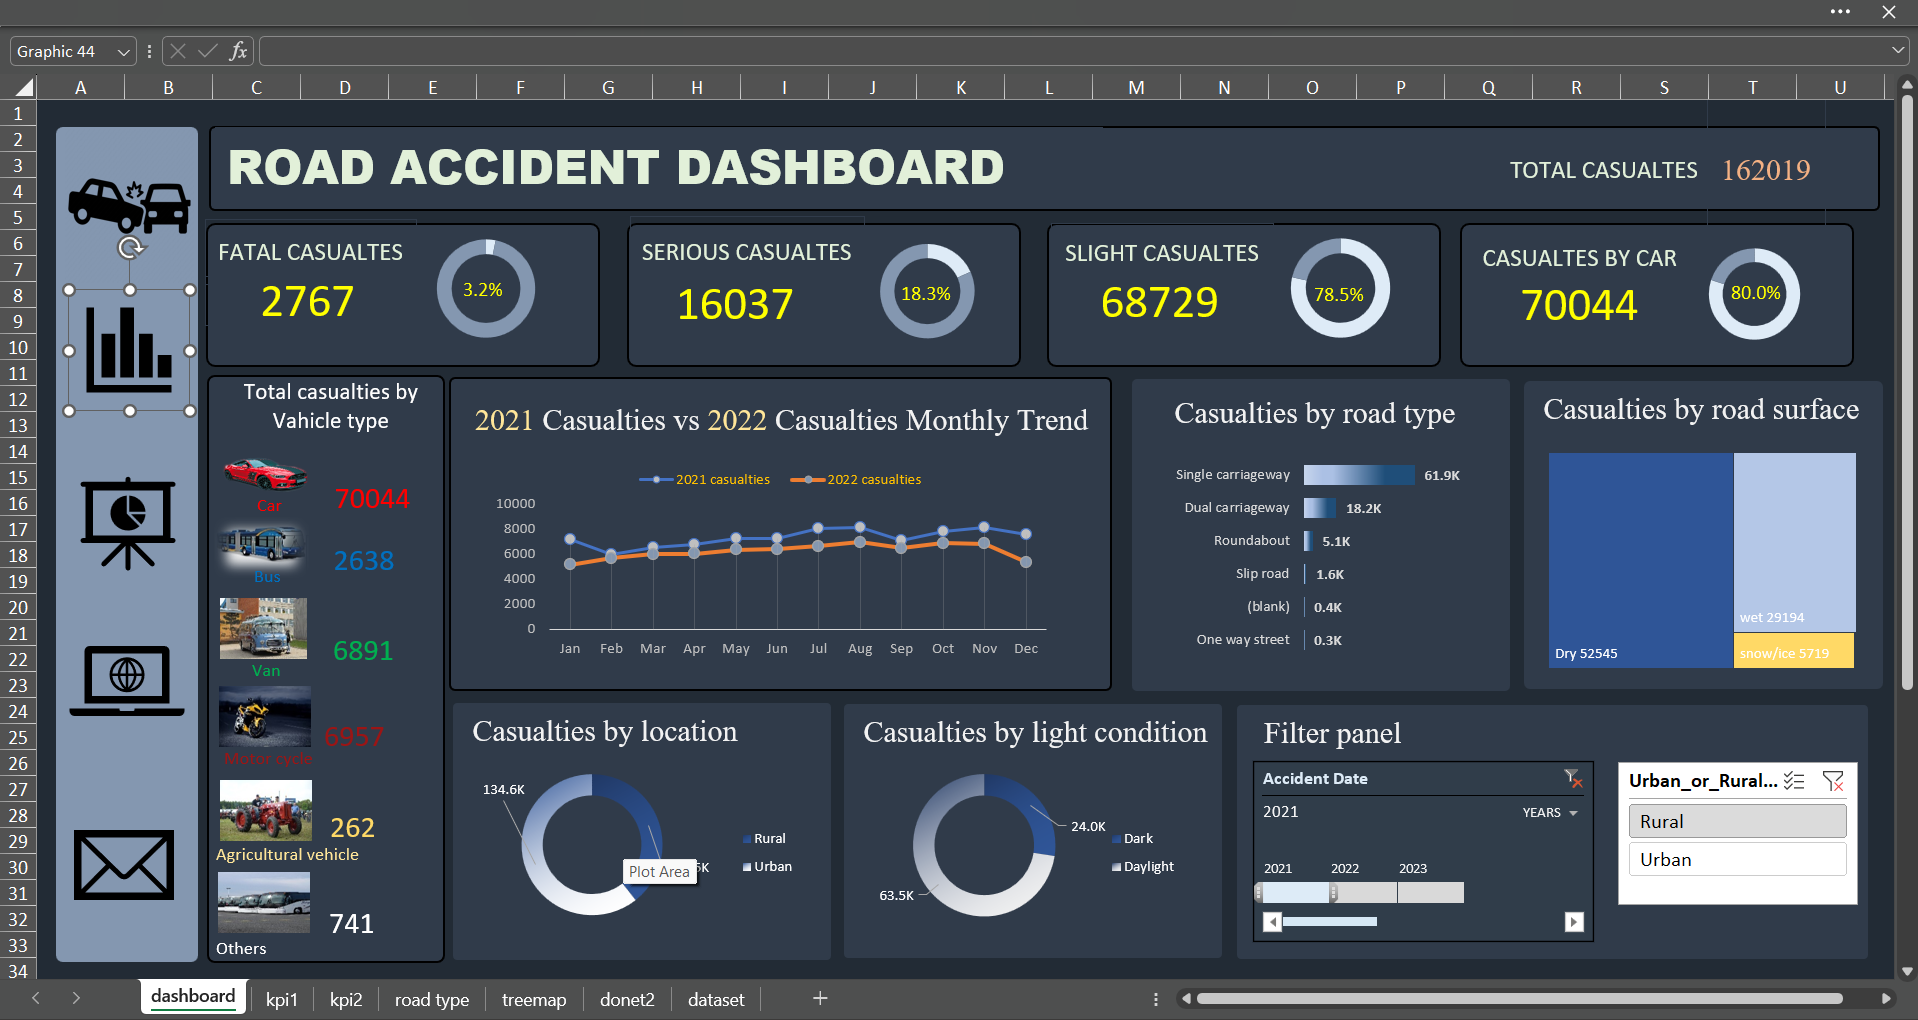 Graphic 44
fx
A B C D E F G H I J K L M N O P Q R S T U
1
2
3
4
5
6
7
8
9
10
11
12
13
14
15
16
17
18
19
20
21
22
23
24
25
26
27
28
29
30
31
32
33
34
ROAD ACCIDENT DASHBOARD
TOTAL CASUALTES 162019
FATAL CASUALTES
2767
3.2%
SERIOUS CASUALTES
16037
18.3%
SLIGHT CASUALTES
68729
78.5%
CASUALTES BY CAR
70044
80.0%
Total casualties by
Vehicle type
Car 70044
Bus 2638
Van 6891
Motor cycle 6957
Agricultural vehicle 262
Others 741
2021 Casualties vs 2022 Casualties Monthly Trend
2021 casualties 2022 casualties
10000
8000
6000
4000
2000
0
Jan Feb Mar Apr May Jun Jul Aug Sep Oct Nov Dec
Casualties by road type
Single carriageway 61.9K
Dual carriageway 18.2K
Roundabout 5.1K
Slip road 1.6K
(blank) 0.4K
One way street 0.3K
Casualties by road surface
Dry 52545
wet 29194
snow/ice 5719
Casualties by location
134.6K
Plot Area
Rural
Urban
Casualties by light condition
24.0K
63.5K
Dark
Daylight
Filter panel
Accident Date
2021 YEARS
2021 2022 2023
Urban_or_Rural...
Rural
Urban
dashboard kpi1 kpi2 road type treemap donet2 dataset